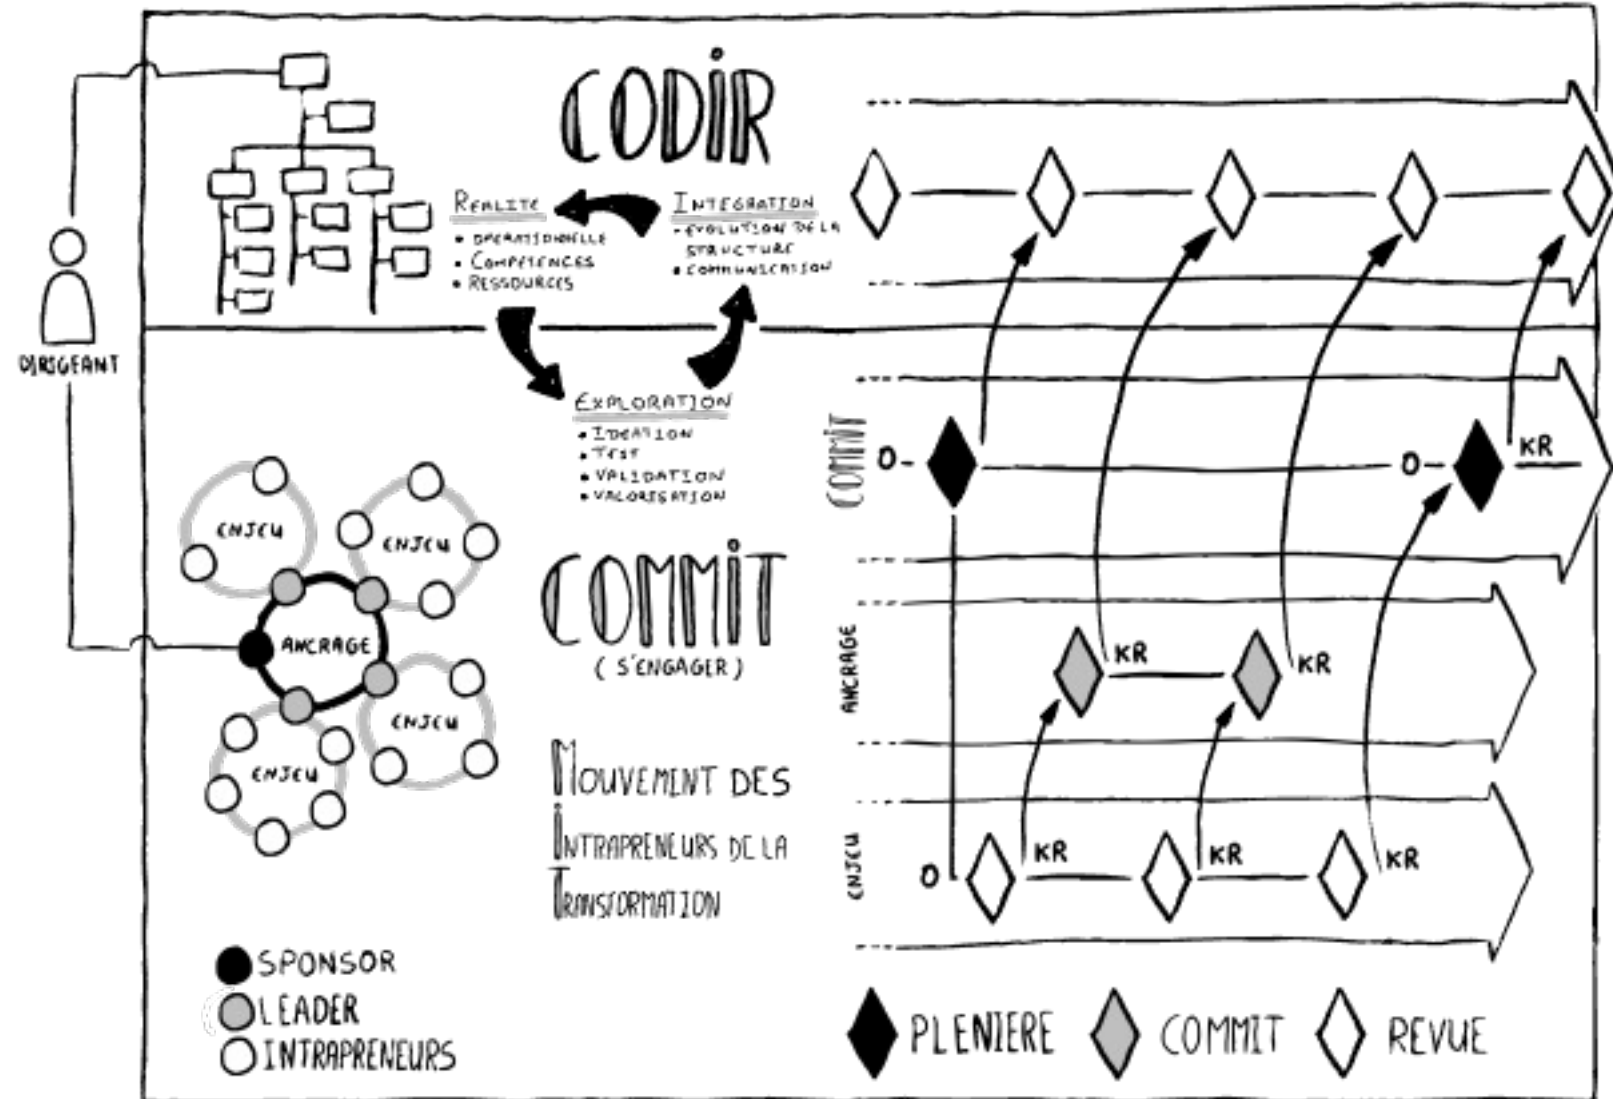 CODIR
REALITE
• OPERATIONNELLE
• COMPETENCES
• RESSOURCES
INTEGRATION
• EVOLUTION DE LA
STRUCTURE
• COMMUNICATION
DIRIGEANT
EXPLORATION
• IDEATION
• TEST
• VALIDATION
• VALORISATION
ENJEU
ENJEU
ANCRAGE
ENJEU
ENJEU
COMMIT
(S'ENGAGER)
MOUVEMENT DES
INTRAPRENEURS DE LA
TRANSFORMATION
SPONSOR
LEADER
INTRAPRENEURS
COMMIT
O
O
KR
ANCRAGE
KR
KR
ENJEU
O
KR
KR
KR
PLENIERE
COMMIT
REVUE